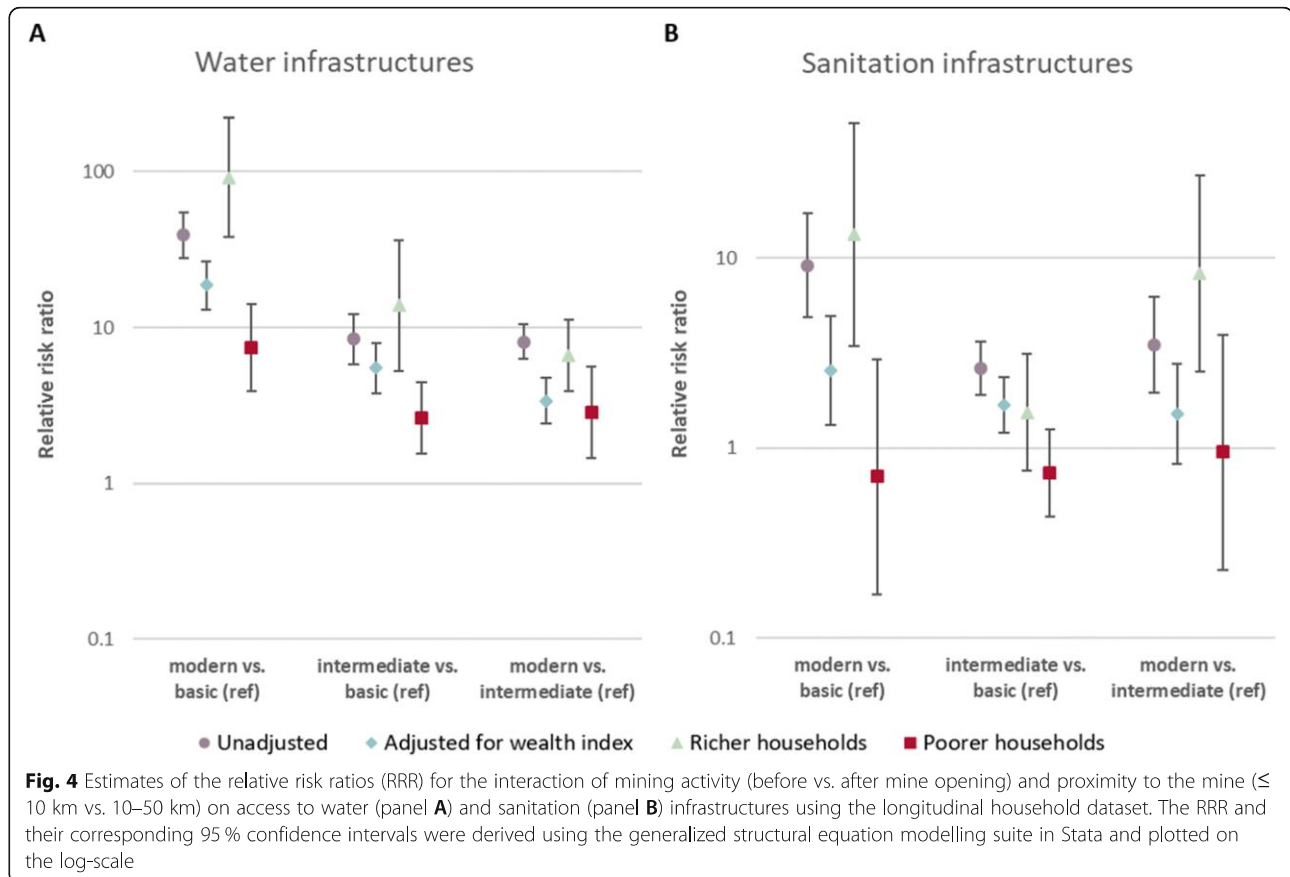 A
Water infrastructures
Relative risk ratio
100
10
1
0.1
modern vs.
basic (ref)
intermediate vs.
basic (ref)
modern vs.
intermediate (ref)
B
Sanitation infrastructures
Relative risk ratio
10
1
0.1
modern vs.
basic (ref)
intermediate vs.
basic (ref)
modern vs.
intermediate (ref)
Unadjusted
Adjusted for wealth index
Richer households
Poorer households
Fig. 4 Estimates of the relative risk ratios (RRR) for the interaction of mining activity (before vs. after mine opening) and proximity to the mine (≤
10 km vs. 10–50 km) on access to water (panel A) and sanitation (panel B) infrastructures using the longitudinal household dataset. The RRR and
their corresponding 95 % confidence intervals were derived using the generalized structural equation modelling suite in Stata and plotted on
the log-scale